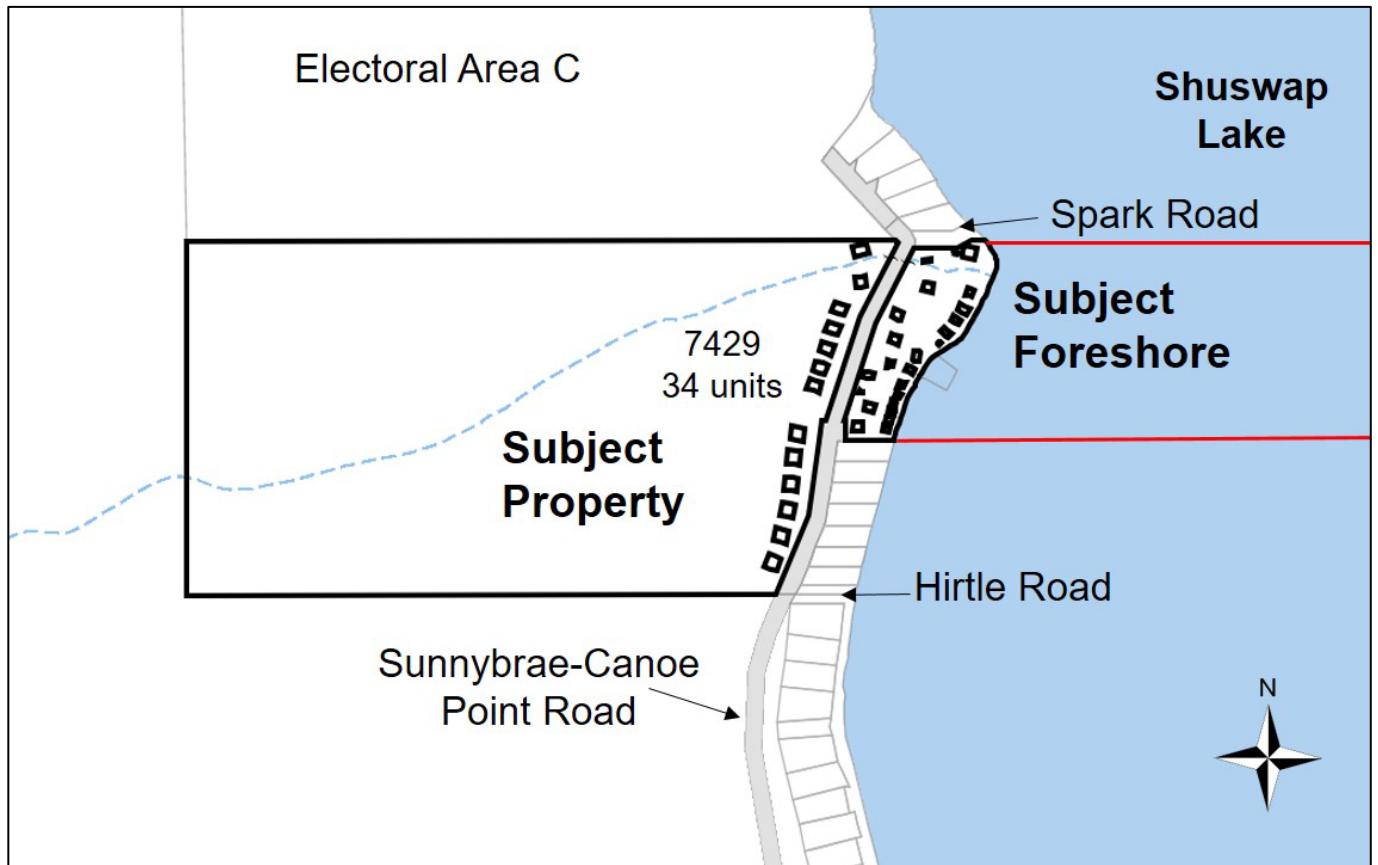 Electoral Area C
Shuswap
Lake
Spark Road
Subject
Foreshore
7429
34 units
Subject
Property
Hirtle Road
Sunnybrae-Canoe
Point Road
N